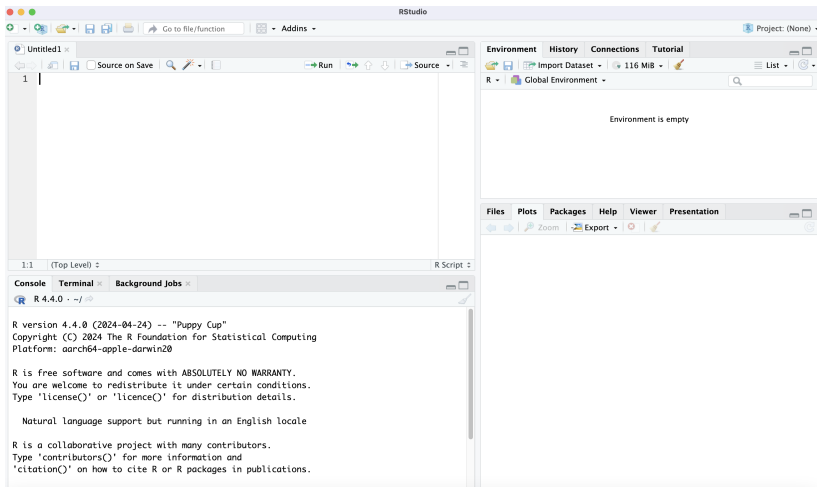 RStudio
Go to file/function
Addins
Project: (None)
Untitled1
Source on Save
Run
Source
1
1:1 (Top Level)
R Script
Console Terminal Background Jobs
R 4.4.0 · ~/
R version 4.4.0 (2024-04-24) -- "Puppy Cup"
Copyright (C) 2024 The R Foundation for Statistical Computing
Platform: aarch64-apple-darwin20
R is free software and comes with ABSOLUTELY NO WARRANTY.
You are welcome to redistribute it under certain conditions.
Type 'license()' or 'licence()' for distribution details.
Natural language support but running in an English locale
R is a collaborative project with many contributors.
Type 'contributors()' for more information and
'citation()' on how to cite R or R packages in publications.
Environment History Connections Tutorial
Import Dataset 116 MiB List
R Global Environment
Environment is empty
Files Plots Packages Help Viewer Presentation
Zoom Export